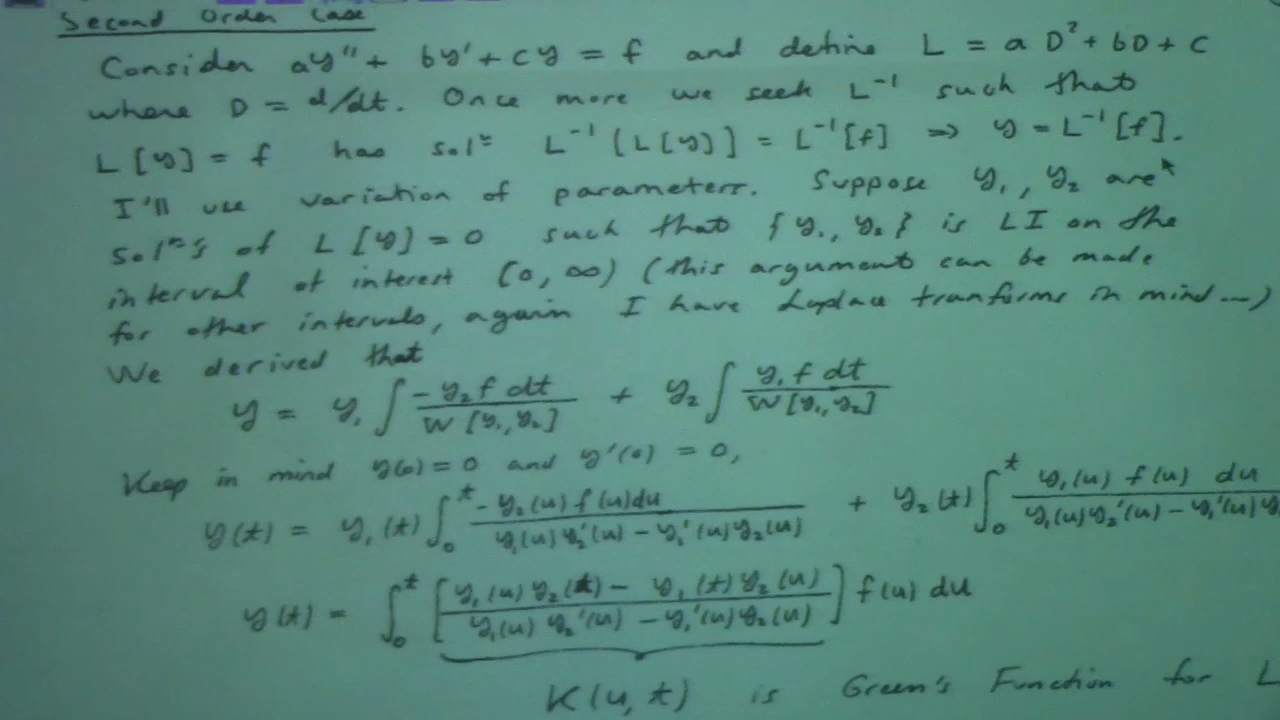 Second Order Case
Consider ay'' + by' + cy = f and define L = a D² + bD + c
where D = d/dt. Once more we seek L⁻¹ such that
L[y] = f has solⁿ L⁻¹[L[y]] = L⁻¹[f] ⇒ y = L⁻¹[f].
I'll use variation of parameters. Suppose y₁, y₂ are
solⁿs of L[y] = 0 such that {y₁, y₂} is LI on the
interval of interest [0, ∞) (this argument can be made
for other intervals, again I have Laplace tranforms in mind...)
We derived that
y = y₁ ∫ -y₂ f dt / W[y₁, y₂] + y₂ ∫ y₁ f dt / W[y₁, y₂]
Keep in mind y(0) = 0 and y'(0) = 0,
y(t) = y₁(t) ∫₀ᵗ -y₂(u) f(u) du / y₁(u) y₂'(u) - y₁'(u) y₂(u) + y₂(t) ∫₀ᵗ y₁(u) f(u) du / y₁(u) y₂'(u) - y₁'(u) y
y(t) = ∫₀ᵗ [ y₁(u) y₂(t) - y₁(t) y₂(u) / y₁(u) y₂'(u) - y₁'(u) y₂(u) ] f(u) du
K(u, t) is Green's Function for L